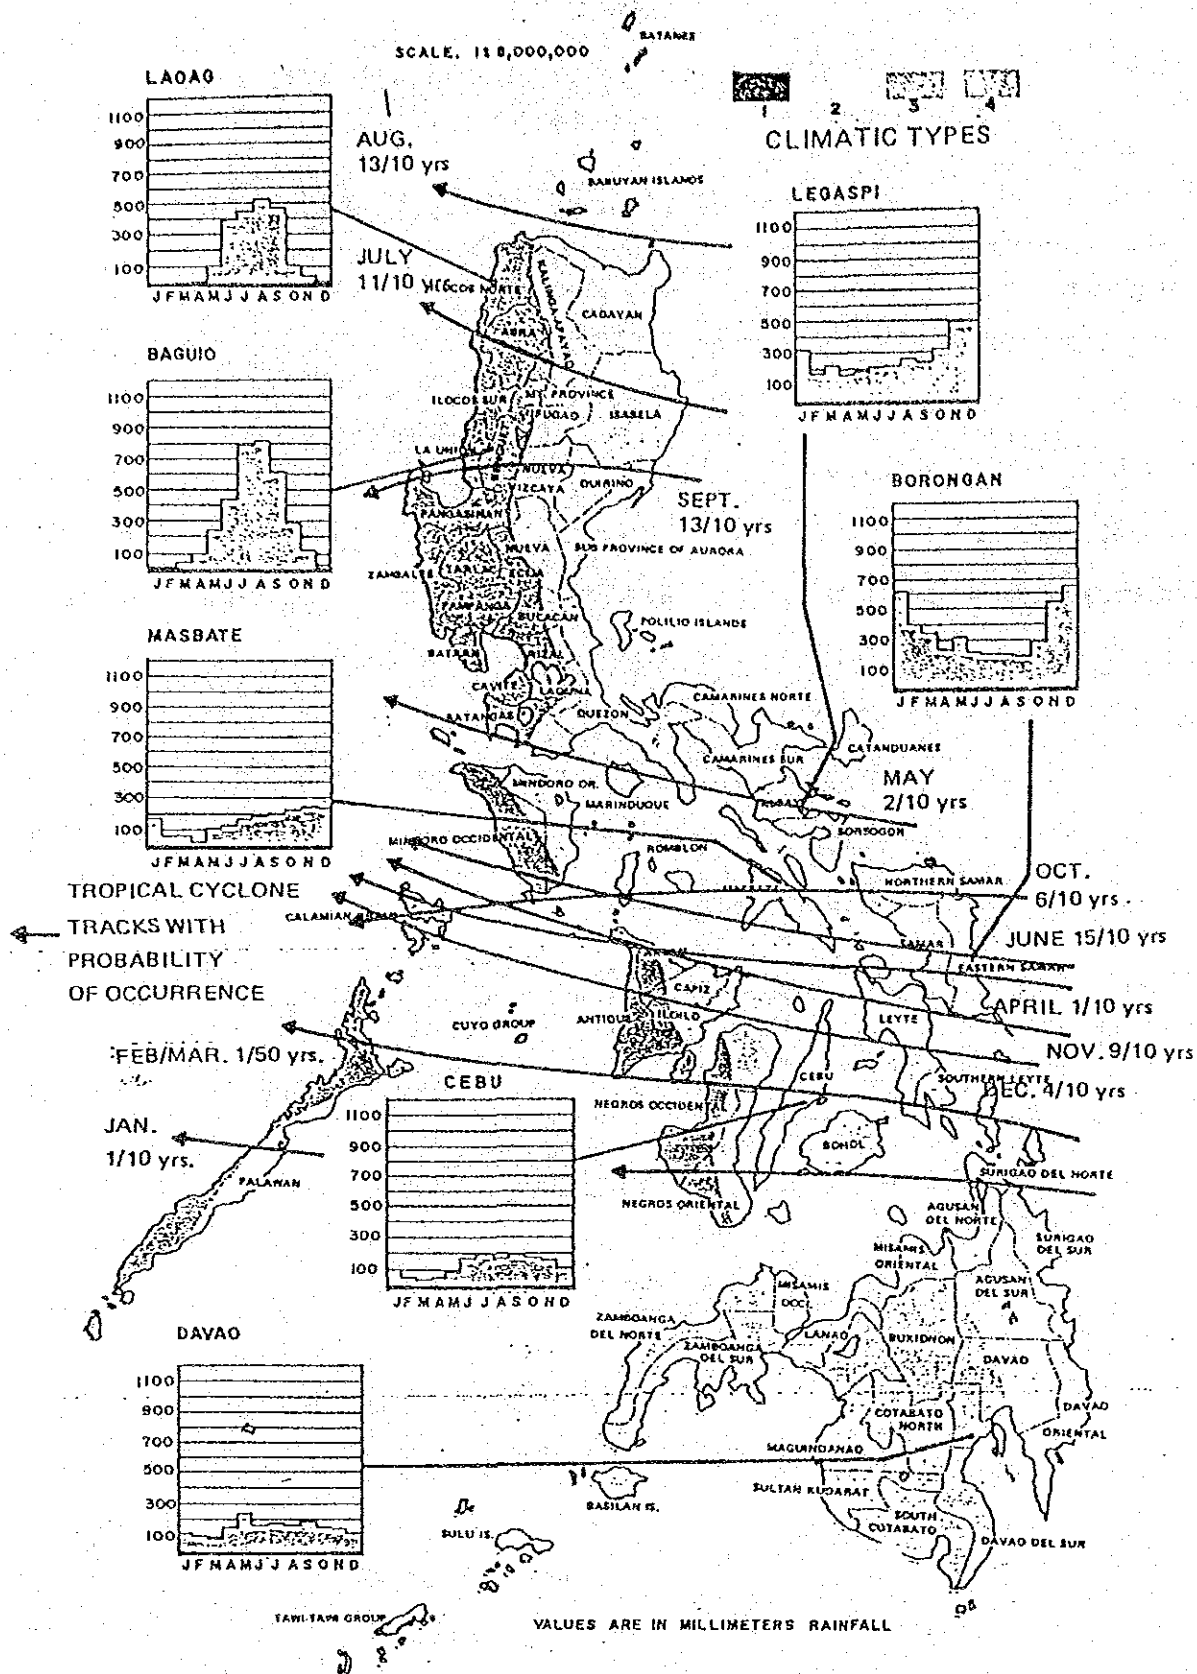 BATANES
SCALE. 1:8,000,000
LAOAG
1100
900
700
500
300
100
J F M A M J J A S O N D
AUG.
13/10 yrs
1 2 3 4
CLIMATIC TYPES
BABUYAN ISLANDS
LEGASPI
1100
900
700
500
300
100
J F M A M J J A S O N D
JULY
11/10
ILOCOS NORTE
KALINGA-APAYAO
CAGAYAN
ABRA
BAGUIO
1100
900
700
500
300
100
J F M A M J J A S O N D
ILOCOS SUR
MT. PROVINCE
IFUGAO
ISABELA
LA UNION
NUEVA
VIZCAYA
QUIRINO
SEPT.
13/10 yrs
BORONGAN
1100
900
700
500
300
100
J F M A M J J A S O N D
PANGASINAN
NUEVA
ECIJA
SUB PROVINCE OF AURORA
ZAMBALES
TARLAC
PAMPANGA
BULACAN
POLILIO ISLANDS
BATAAN
RIZAL
MASBATE
1100
900
700
500
300
100
J F M A M J J A S O N D
CAVITE
LAGUNA
BATANGAS
QUEZON
CAMARINES NORTE
CAMARINES SUR
CATANDUANES
MAY
2/10 yrs
MINDORO OR.
MARINDUQUE
ALBAY
SORSOGON
MINDORO OCCIDENTAL
ROMBLON
MASBATE
NORTHERN SAMAR
OCT.
6/10 yrs.
TROPICAL CYCLONE
TRACKS WITH
PROBABILITY
OF OCCURRENCE
JUNE 15/10 yrs
SAMAR
EASTERN SAMAR
AKLAN
CAPIZ
ANTIQUE
ILOILO
LEYTE
APRIL 1/10 yrs
CUYO GROUP
NOV. 9/10 yrs
FEB/MAR. 1/50 yrs.
SOUTHERN LEYTE
DEC. 4/10 yrs
CEBU
1100
900
700
500
300
100
J F M A M J J A S O N D
NEGROS OCCIDENTAL
CEBU
BOHOL
JAN.
1/10 yrs.
PALAWAN
SURIGAO DEL NORTE
NEGROS ORIENTAL
AGUSAN
DEL NORTE
SURIGAO
DEL SUR
MISAMIS
ORIENTAL
AGUSAN
DEL SUR
MISAMIS
OCC.
ZAMBOANGA
DEL NORTE
LANAO
BUKIDNON
ZAMBOANGA
DEL SUR
DAVAO
DAVAO
1100
900
700
500
300
100
J F M A M J J A S O N D
COTABATO
NORTH
DAVAO
ORIENTAL
MAGUINDANAO
SULTAN KUDARAT
BASILAN IS.
SOUTH
COTABATO
SULU IS.
DAVAO DEL SUR
TAWI-TAWI GROUP
VALUES ARE IN MILLIMETERS RAINFALL